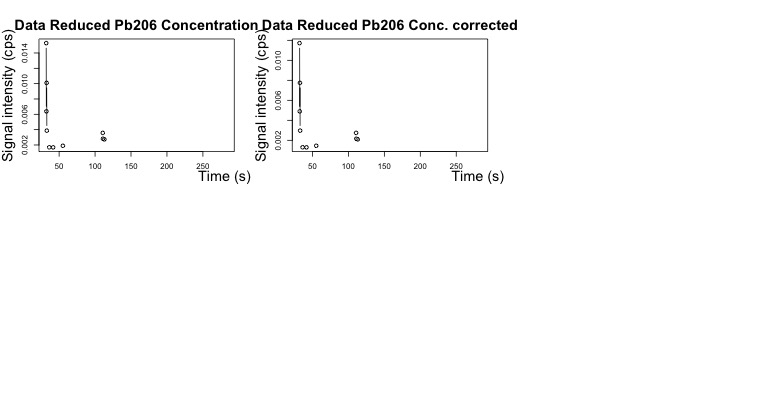 Data Reduced Pb206 Concentration
Signal intensity (cps)
0.002 0.006 0.010 0.014
50 100 150 200 250
Time (s)
Data Reduced Pb206 Conc. corrected
Signal intensity (cps)
0.002 0.006 0.010
50 100 150 200 250
Time (s)